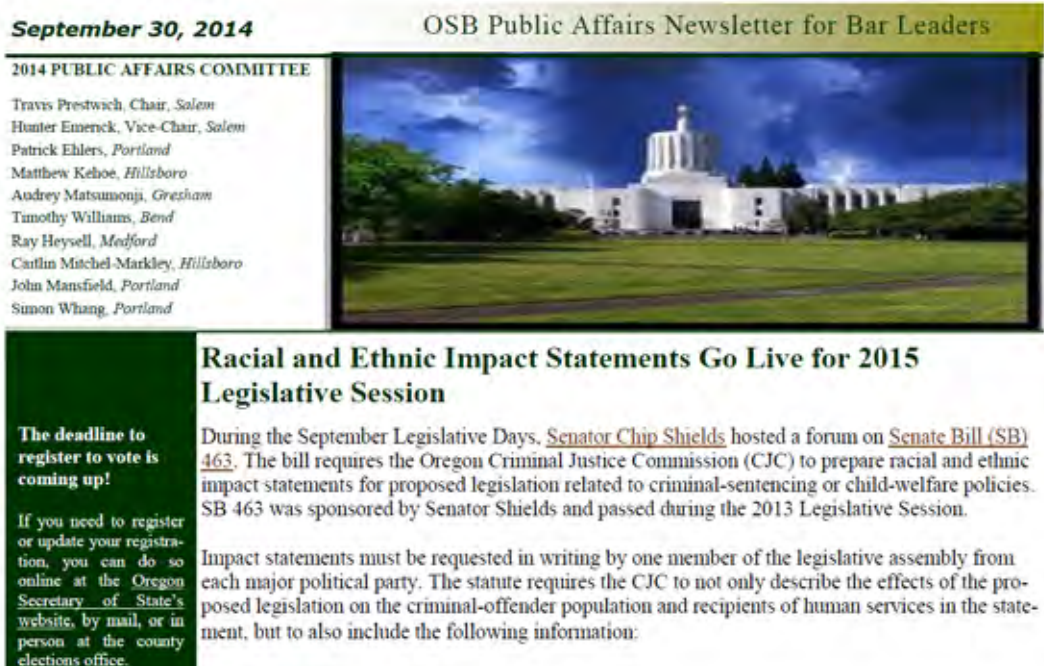 September 30, 2014
OSB Public Affairs Newsletter for Bar Leaders
2014 PUBLIC AFFAIRS COMMITTEE
Travis Prestwich, Chair, Salem
Hunter Emerick, Vice-Chair, Salem
Patrick Ehlers, Portland
Matthew Kehoe, Hillsboro
Audrey Matsumonji, Gresham
Timothy Williams, Bend
Ray Heysell, Medford
Caitlin Mitchel-Markley, Hillsboro
John Mansfield, Portland
Simon Whang, Portland
The deadline to
register to vote is
coming up!
If you need to register
or update your registra-
tion, you can do so
online at the Oregon
Secretary of State's
website, by mail, or in
person at the county
elections office.
Racial and Ethnic Impact Statements Go Live for 2015
Legislative Session
During the September Legislative Days, Senator Chip Shields hosted a forum on Senate Bill (SB)
463. The bill requires the Oregon Criminal Justice Commission (CJC) to prepare racial and ethnic
impact statements for proposed legislation related to criminal-sentencing or child-welfare policies.
SB 463 was sponsored by Senator Shields and passed during the 2013 Legislative Session.
Impact statements must be requested in writing by one member of the legislative assembly from
each major political party. The statute requires the CJC to not only describe the effects of the pro-
posed legislation on the criminal-offender population and recipients of human services in the state-
ment, but to also include the following information: